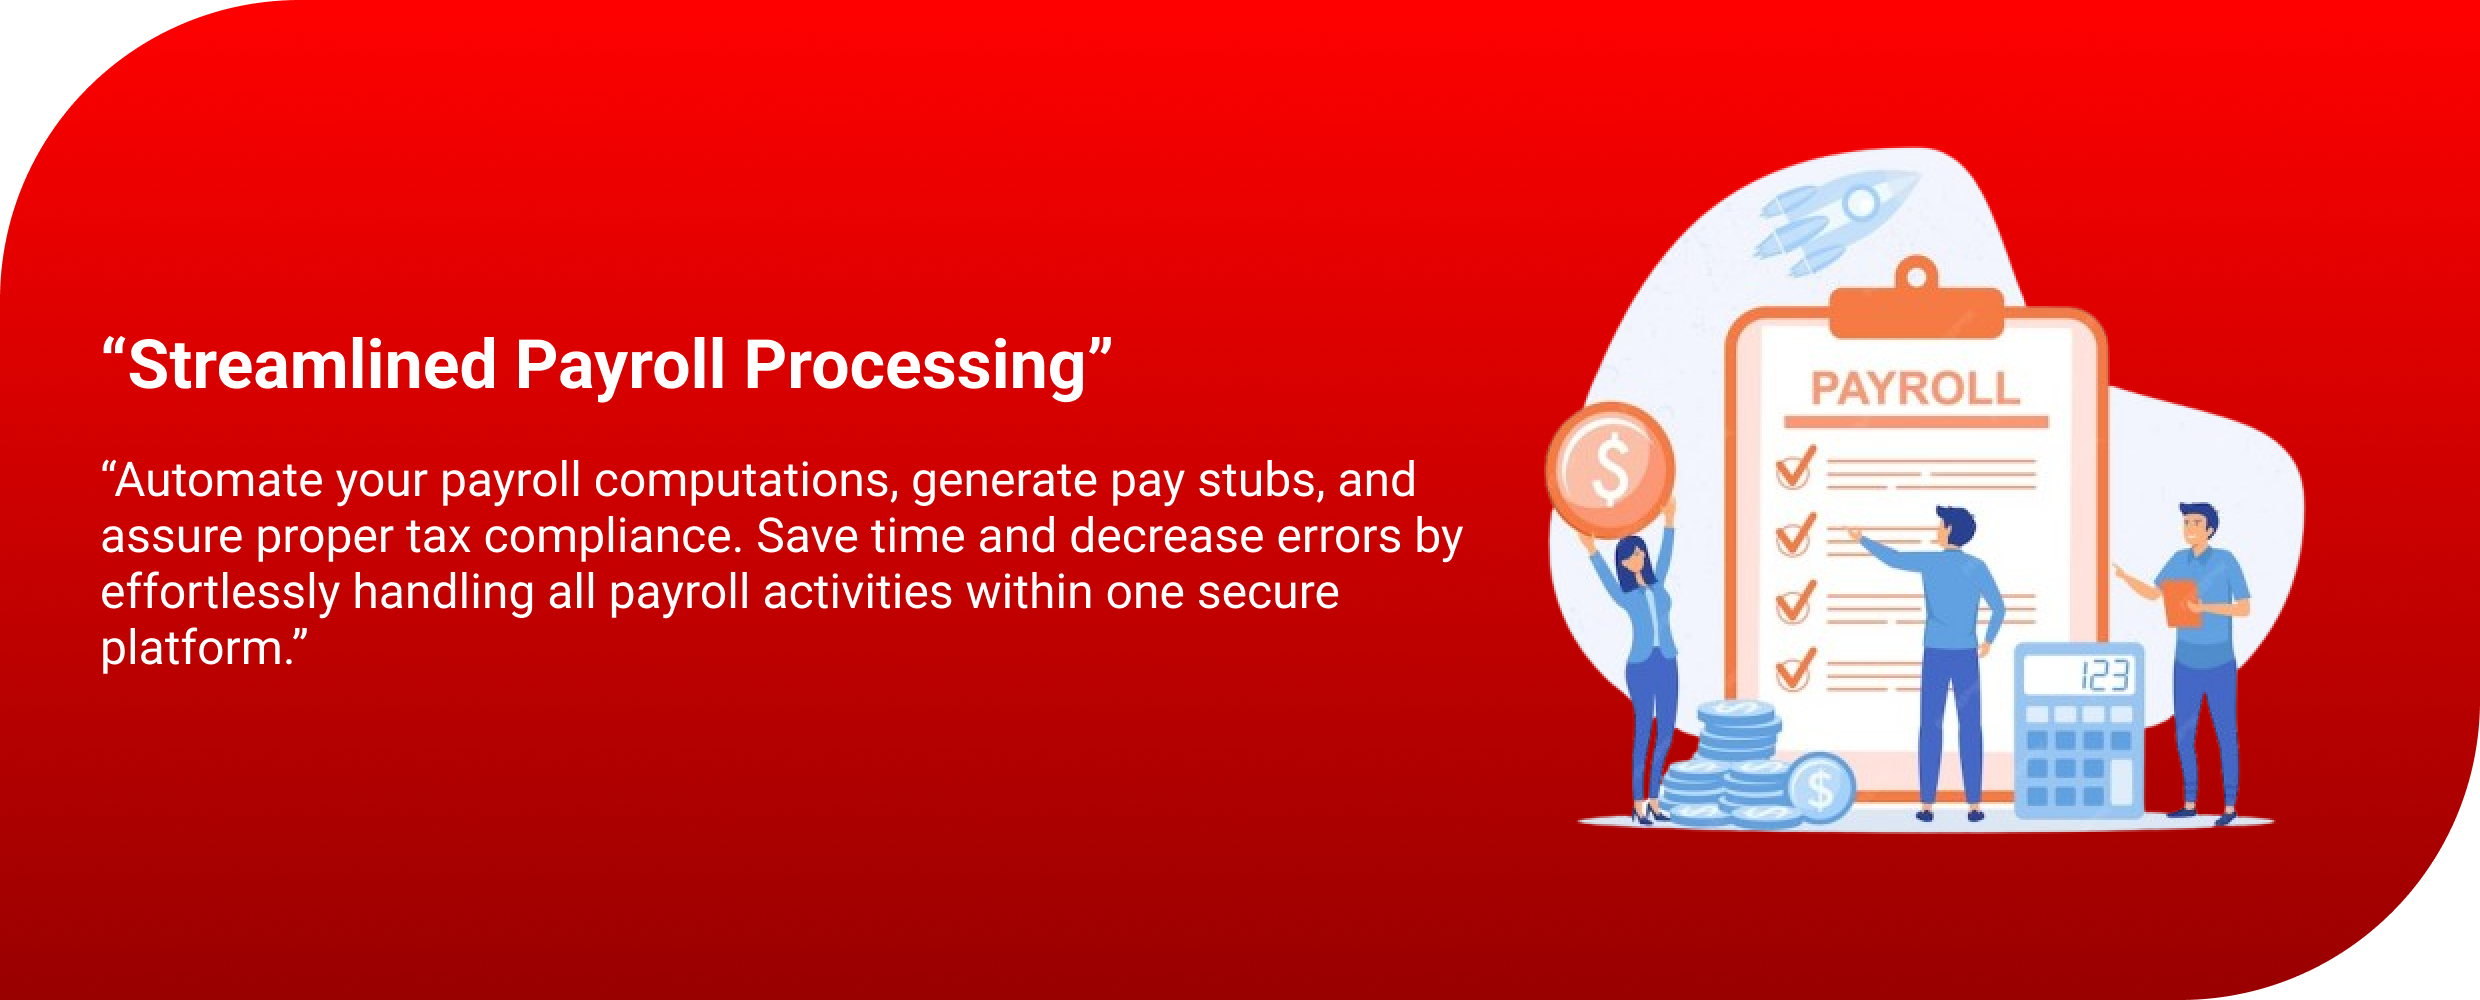 “Streamlined Payroll Processing”
“Automate your payroll computations, generate pay stubs, and
assure proper tax compliance. Save time and decrease errors by
effortlessly handling all payroll activities within one secure
platform.”
PAYROLL
$
123
$